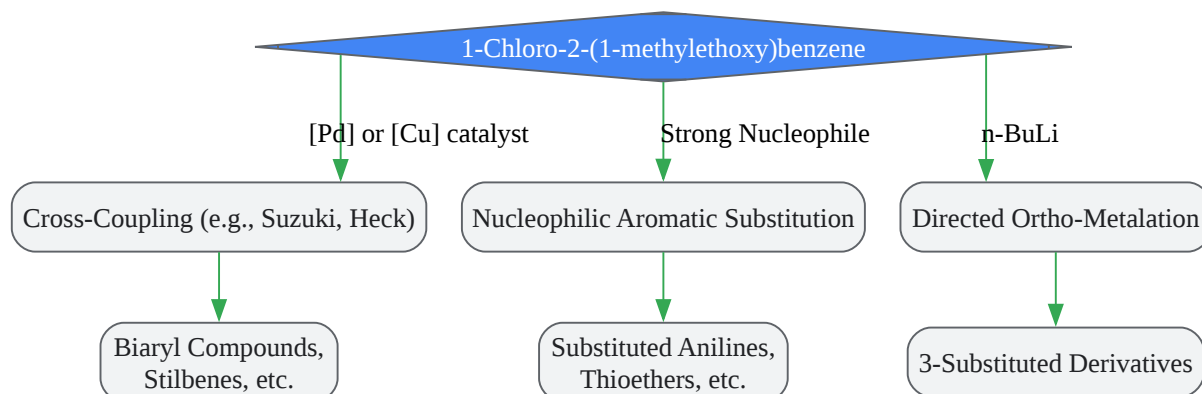 1-Chloro-2-(1-methylethoxy)benzene
[Pd] or [Cu] catalyst
Strong Nucleophile
n-BuLi
Cross-Coupling (e.g., Suzuki, Heck)
Nucleophilic Aromatic Substitution
Directed Ortho-Metalation
Biaryl Compounds,
Stilbenes, etc.
Substituted Anilines,
Thioethers, etc.
3-Substituted Derivatives